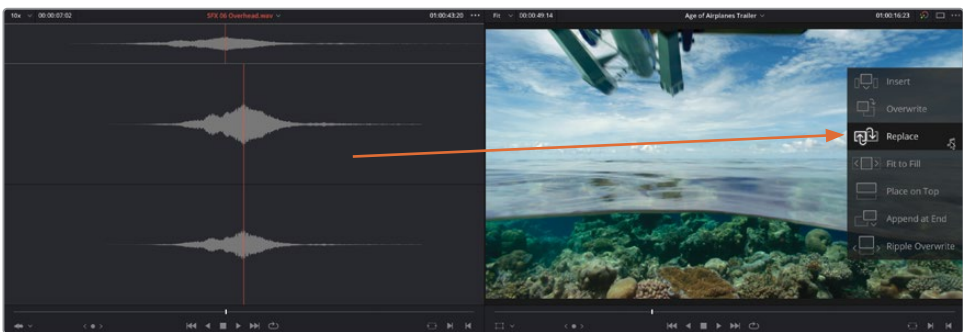 10x 00:00:07:02 SFX 06 Overhead.wav 01:00:43:20 ••• Fit 00:00:49:14 Age of Airplanes Trailer 01:00:16:23 •••
Insert
Overwrite
Replace
Fit to Fill
Place on Top
Append at End
Ripple Overwrite